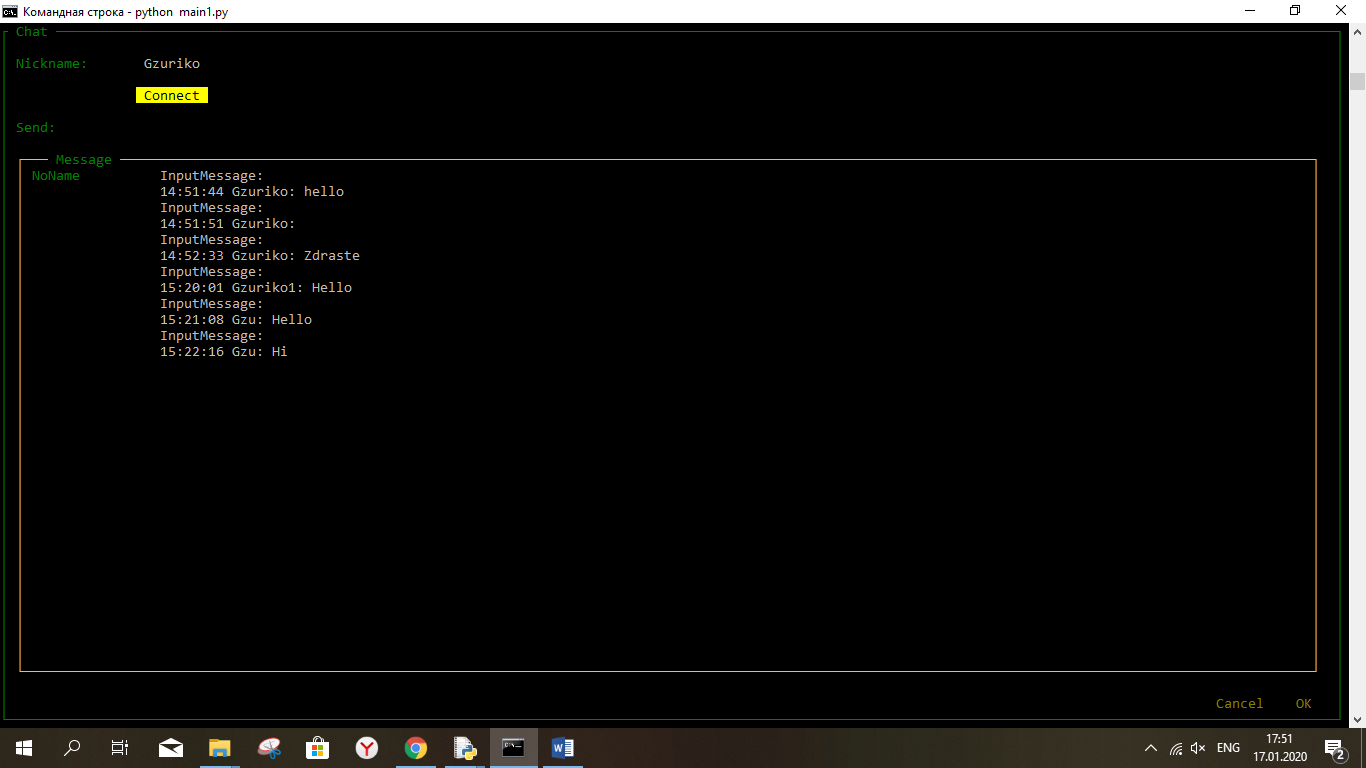 Командная строка - python  main1.py
Chat
Nickname: Gzuriko
Connect
Send:
Message
NoName InputMessage:
14:51:44 Gzuriko: hello
InputMessage:
14:51:51 Gzuriko:
InputMessage:
14:52:33 Gzuriko: Zdraste
InputMessage:
15:20:01 Gzuriko1: Hello
InputMessage:
15:21:08 Gzu: Hello
InputMessage:
15:22:16 Gzu: Hi
Cancel OK
ENG 17:51
17.01.2020 2